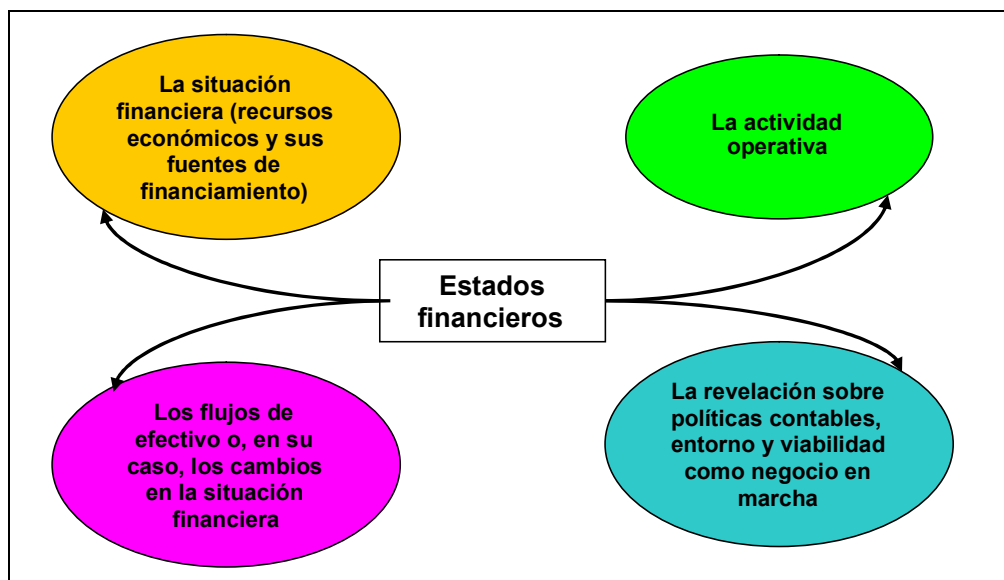 La situación
financiera (recursos
económicos y sus
fuentes de
financiamiento)
La actividad
operativa
Estados
financieros
Los flujos de
efectivo o, en su
caso, los cambios
en la situación
financiera
La revelación sobre
políticas contables,
entorno y viabilidad
como negocio en
marcha